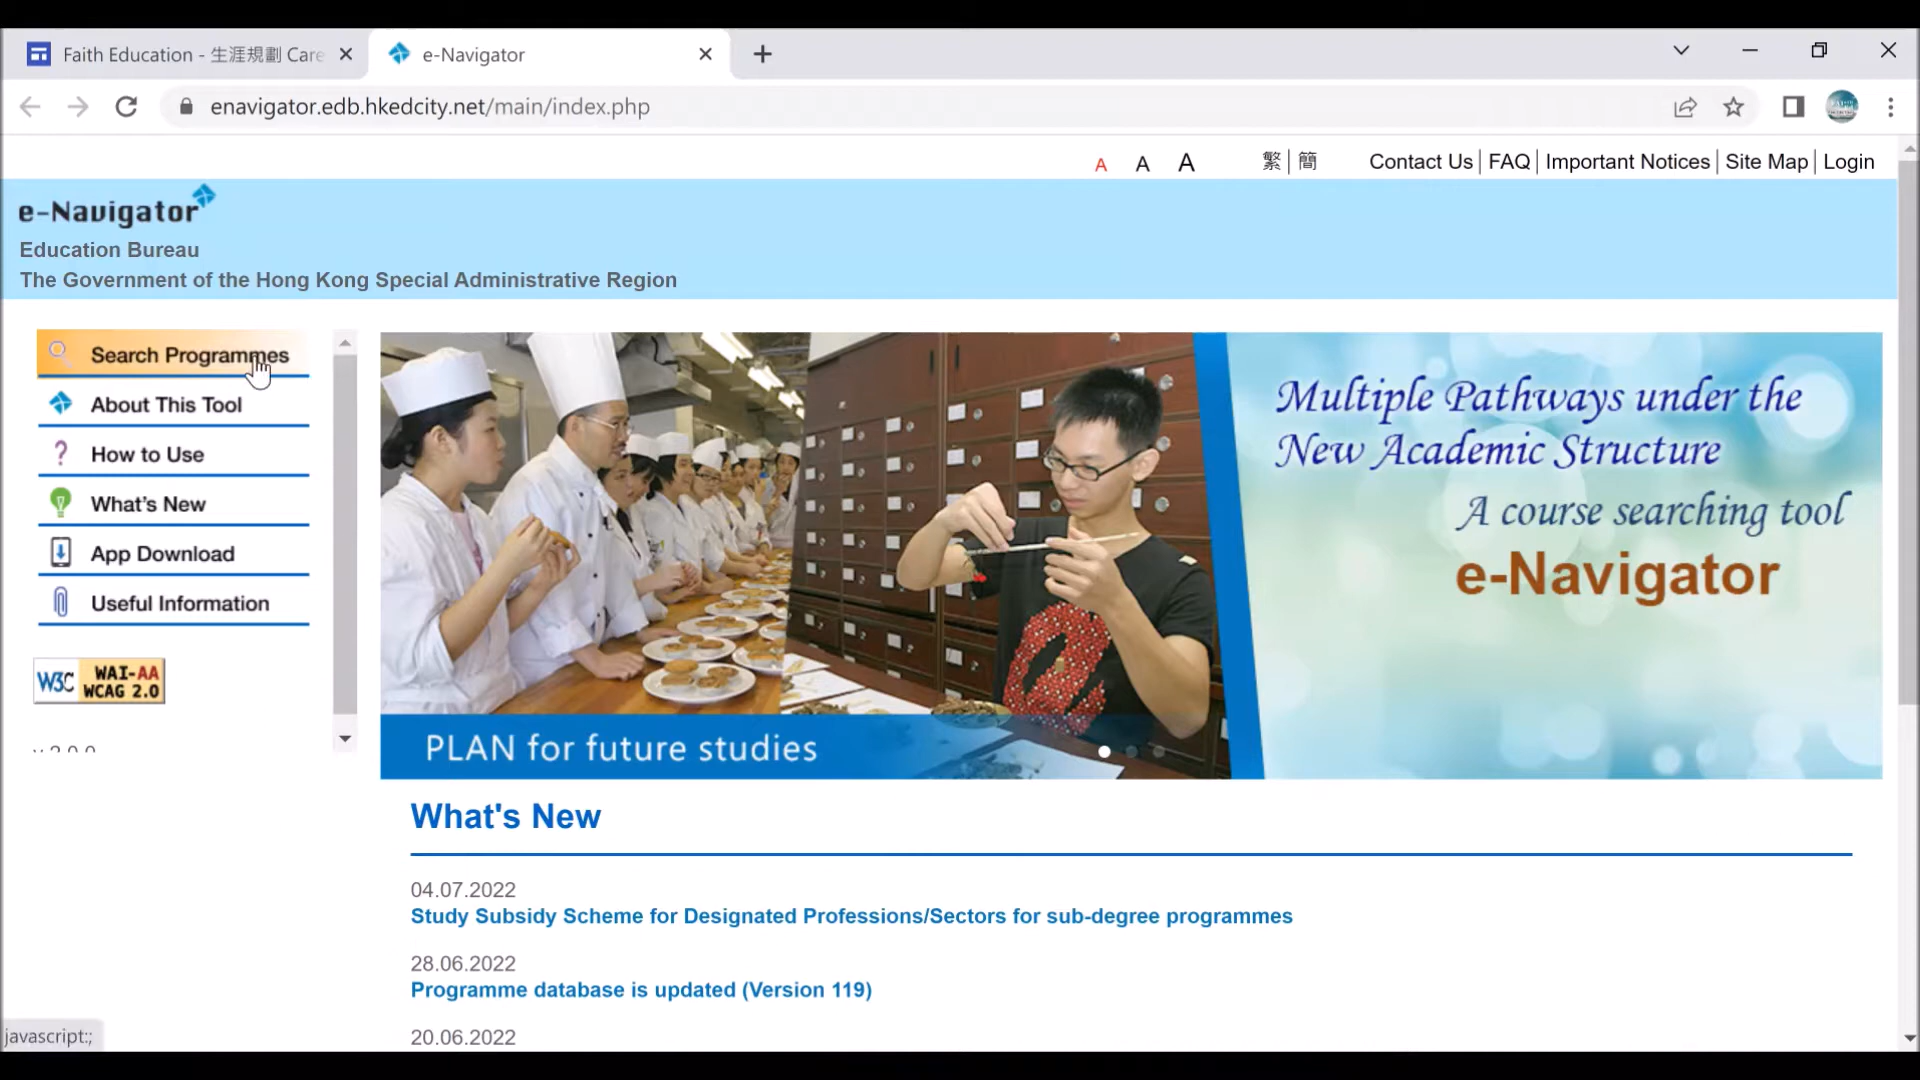 Faith Education - 生涯規劃 Care
e-Navigator
enavigator.edb.hkedcity.net/main/index.php
A A A 繁 簡 Contact Us FAQ Important Notices Site Map Login
e-Navigator
Education Bureau
The Government of the Hong Kong Special Administrative Region
Search Programmes
About This Tool
How to Use
What's New
App Download
Useful Information
W3C WAI-AA
WCAG 2.0
Multiple Pathways under the
New Academic Structure
A course searching tool
e-Navigator
PLAN for future studies
What's New
04.07.2022
Study Subsidy Scheme for Designated Professions/Sectors for sub-degree programmes
28.06.2022
Programme database is updated (Version 119)
20.06.2022
javascript:;